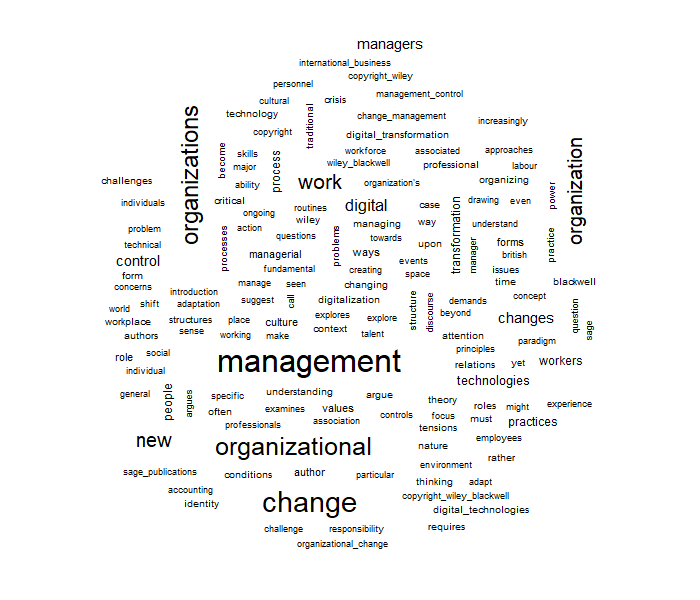 managers
international_business
copyright_wiley
personnel
management_control
cultural
crisis
traditional
technology
change_management
increasingly
copyright
digital_transformation
organizations
become
skills
process
workforce
associated
approaches
major
wiley_blackwell
professional
labour
organization
challenges
ability
work
organization's
organizing
power
individuals
critical
routines
digital
case
drawing
even
ongoing
wiley
transformation
problem
action
managing
way
understand
technical
processes
questions
problems
towards
upon
manager
forms
practice
control
managerial
ways
british
form
fundamental
creating
events
space
issues
concerns
manage
seen
changing
time
blackwell
introduction
suggest
call
digitalization
structure
discourse
demands
concept
world
shift
adaptation
explores
explore
beyond
changes
question
sage
workplace
structures
place
culture
context
talent
authors
sense
working
make
attention
paradigm
role
social
management
principles
relations
yet
workers
individual
technologies
general
people
argues
specific
understanding
argue
theory
roles
might
experience
often
examines
values
controls
focus
must
practices
professionals
association
tensions
new
organizational
nature
employees
rather
sage_publications
conditions
author
particular
environment
accounting
thinking
adapt
identity
change
copyright_wiley_blackwell
digital_technologies
challenge
responsibility
requires
organizational_change